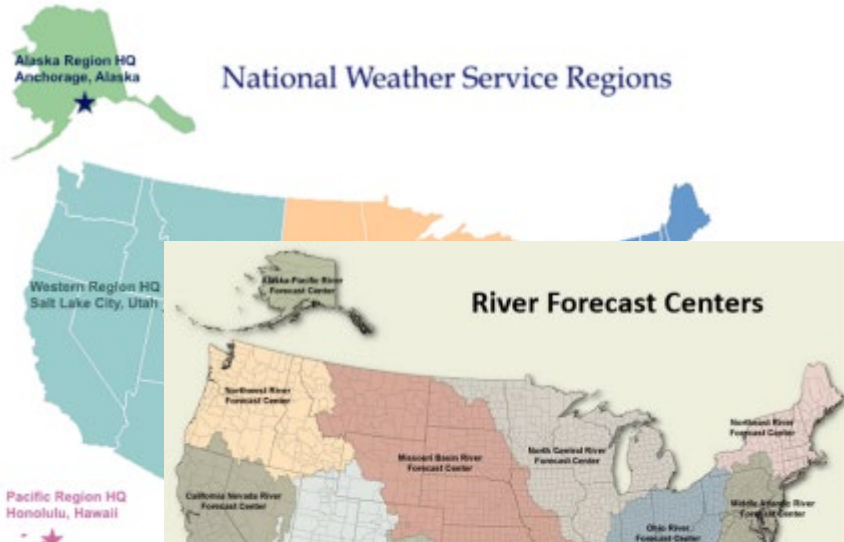 Alaska Region HQ
Anchorage, Alaska
National Weather Service Regions
Western Region HQ
Salt Lake City, Utah
Pacific Region HQ
Honolulu, Hawaii
River Forecast Centers
Alaska-Pacific River
Forecast Center
Northwest River
Forecast Center
Missouri Basin River
Forecast Center
North Central River
Forecast Center
Northeast River
Forecast Center
California Nevada River
Forecast Center
Middle Atlantic River
Forecast Center
Ohio River
Forecast Center